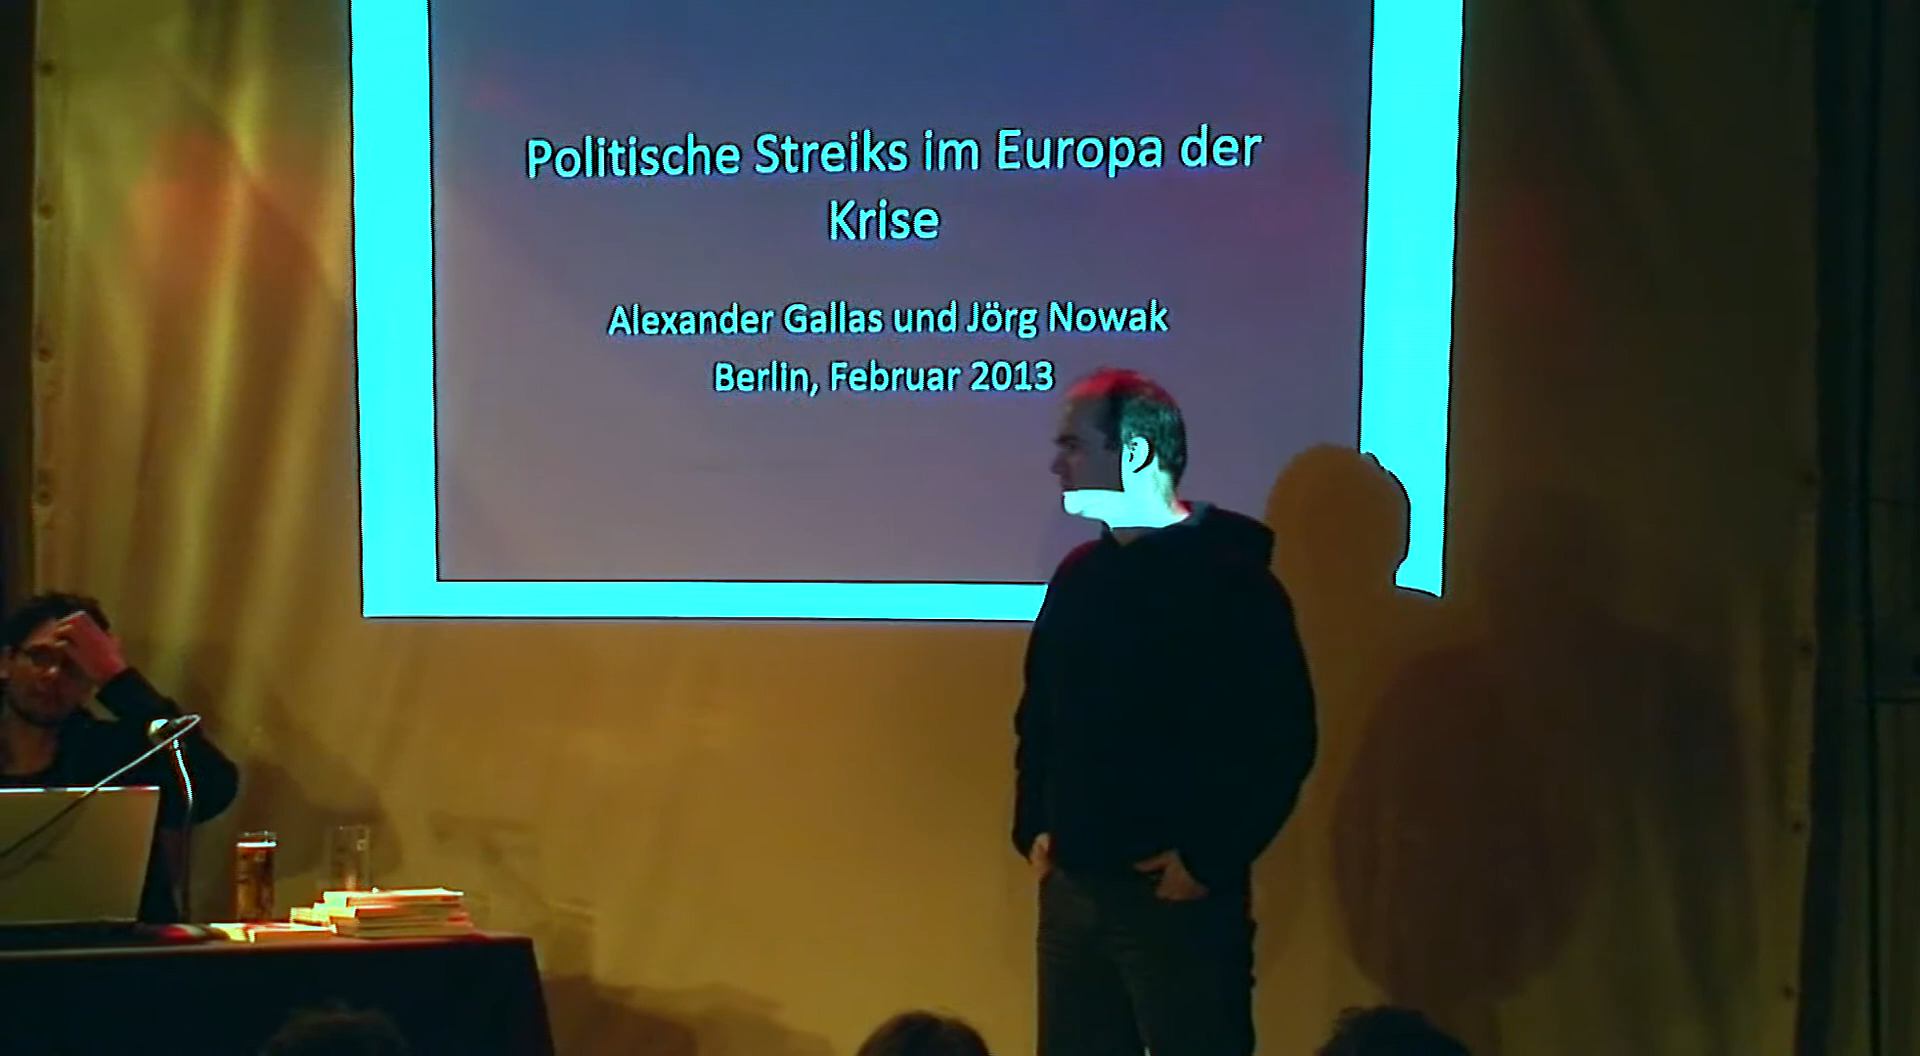 Politische Streiks im Europa der
Krise
Alexander Gallas und Jörg Nowak
Berlin, Februar 2013